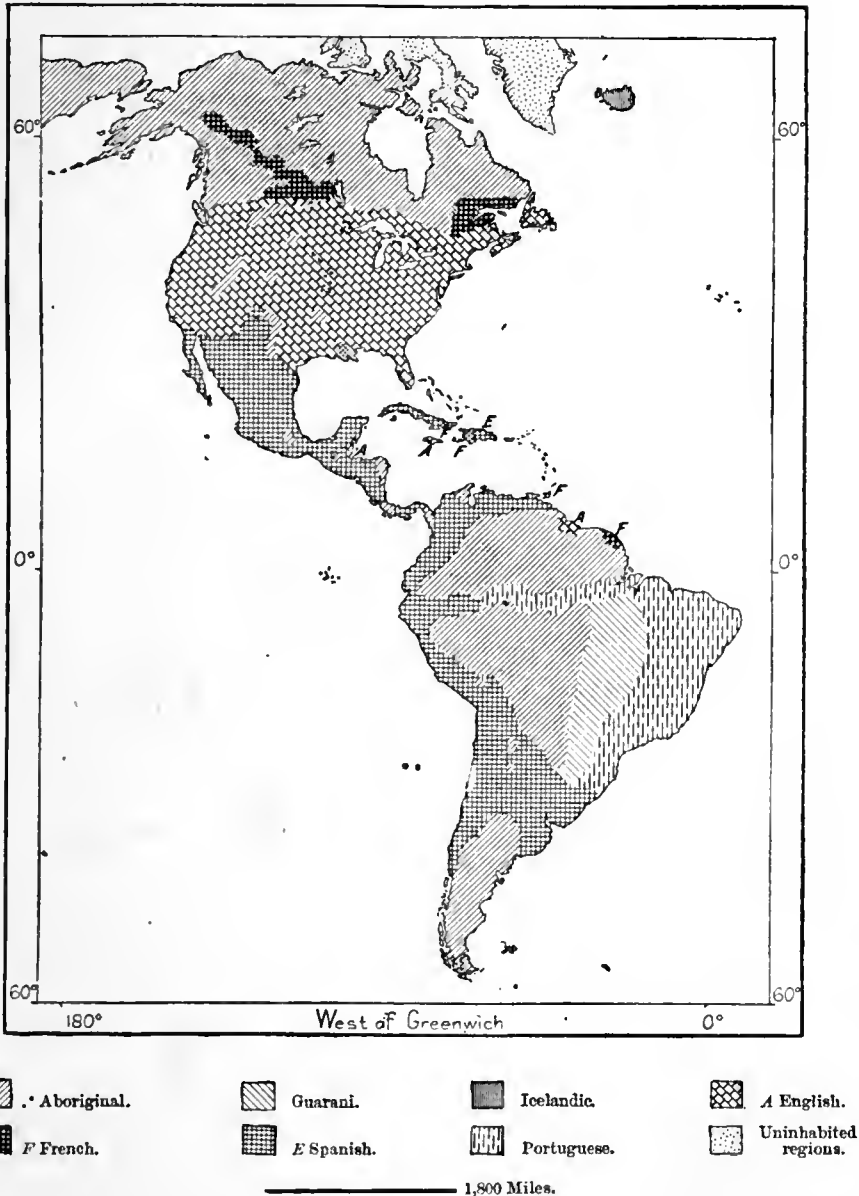 60°
60°
A
E
E
F
F
A
F
0°
0°
60°
60°
180°
West of Greenwich
0°
Aboriginal.
Guarani.
Icelandic.
A English.
F French.
E Spanish.
Portuguese.
Uninhabited
regions.
1,800 Miles.